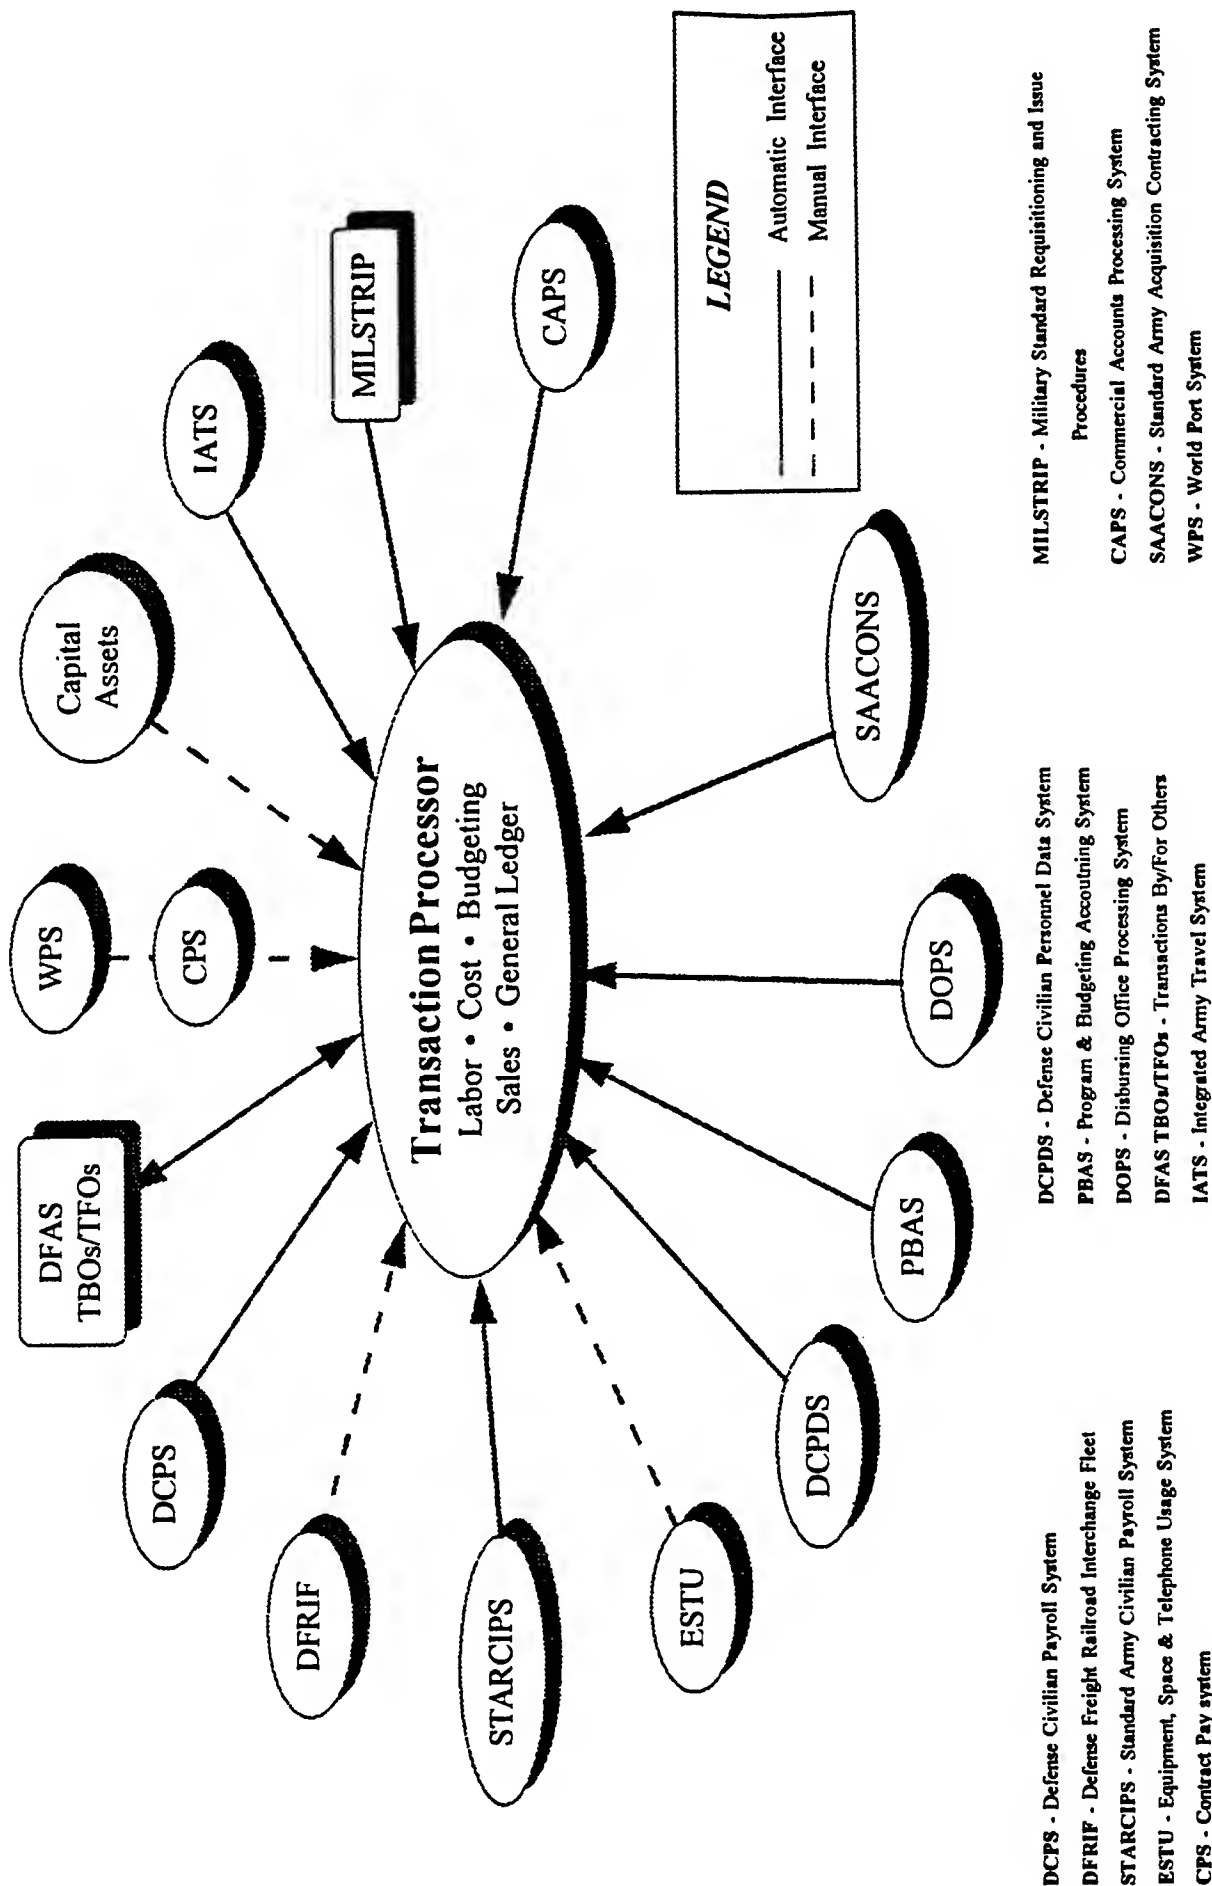 DCPS
DFAS
TBOs/TFOs
WPS
CPS
Capital
Assets
IATS
MILSTRIP
CAPS
DFRIF
STARCIPS
ESTU
DCPDS
PBAS
DOPS
SAACONS
Transaction Processor
Labor • Cost • Budgeting
Sales • General Ledger
LEGEND
Automatic Interface
Manual Interface
DCPS - Defense Civilian Payroll System
DFRIF - Defense Freight Railroad Interchange Fleet
STARCIPS - Standard Army Civilian Payroll System
ESTU - Equipment, Space & Telephone Usage System
CPS - Contract Pay system
DCPDS - Defense Civilian Personnel Data System
PBAS - Program & Budgeting Accoutning System
DOPS - Disbursing Office Processing System
DFAS TBOs/TFOs - Transactions By/For Others
IATS - Integrated Army Travel System
MILSTRIP - Military Standard Requisitioning and Issue
Procedures
CAPS - Commercial Accounts Processing System
SAACONS - Standard Army Acquisition Contracting System
WPS - World Port System